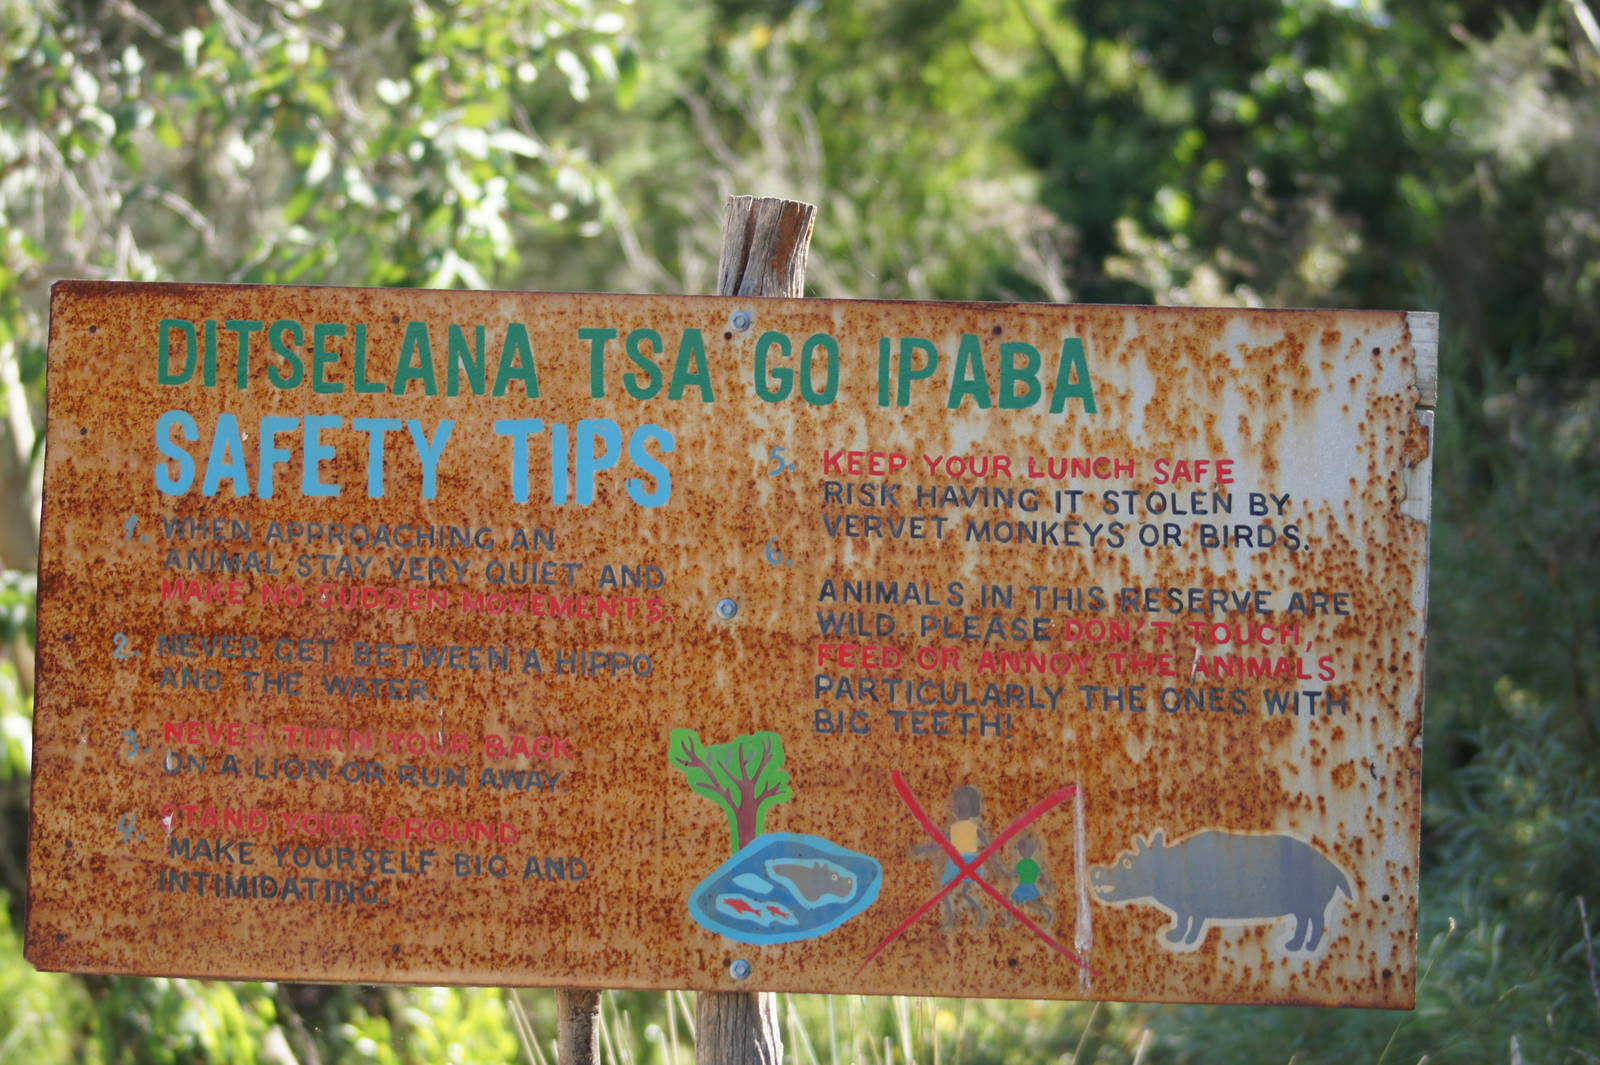 DITSELANA TSA GO IPABA
SAFETY TIPS
1. WHEN APPROACHING AN
ANIMAL STAY VERY QUIET AND
MAKE NO SUDDEN MOVEMENTS.
2. NEVER GET BETWEEN A HIPPO
AND THE WATER.
3. NEVER TURN YOUR BACK
ON A LION OR RUN AWAY.
4. STAND YOUR GROUND
MAKE YOURSELF BIG AND
INTIMIDATING.
5. KEEP YOUR LUNCH SAFE
RISK HAVING IT STOLEN BY
VERVET MONKEYS OR BIRDS.
6.
ANIMALS IN THIS RESERVE ARE
WILD. PLEASE DON'T TOUCH,
FEED OR ANNOY THE ANIMALS
PARTICULARLY THE ONES WITH
BIG TEETH!